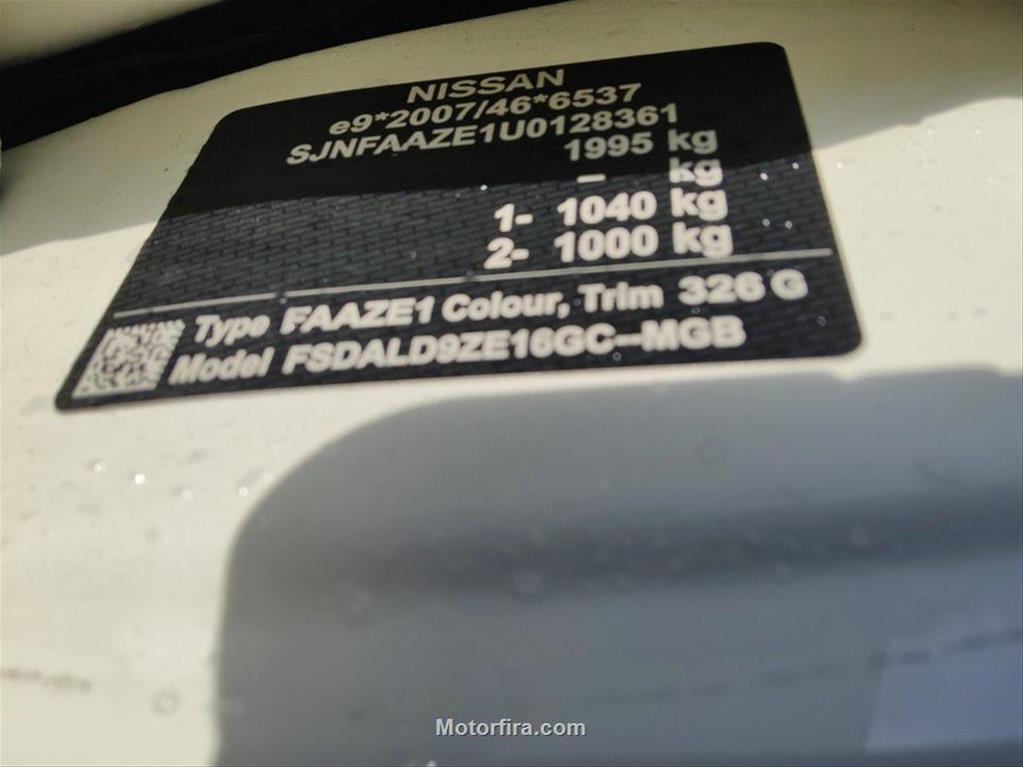 NISSAN
e9*2007/46*6537
SJNFAAZE1U0128361
1995 kg
– kg
1- 1040 kg
2- 1000 kg
Type FAAZE1 Colour, Trim 326 G
Model FSDALD9ZE16GC--MGB
Motorfira.com